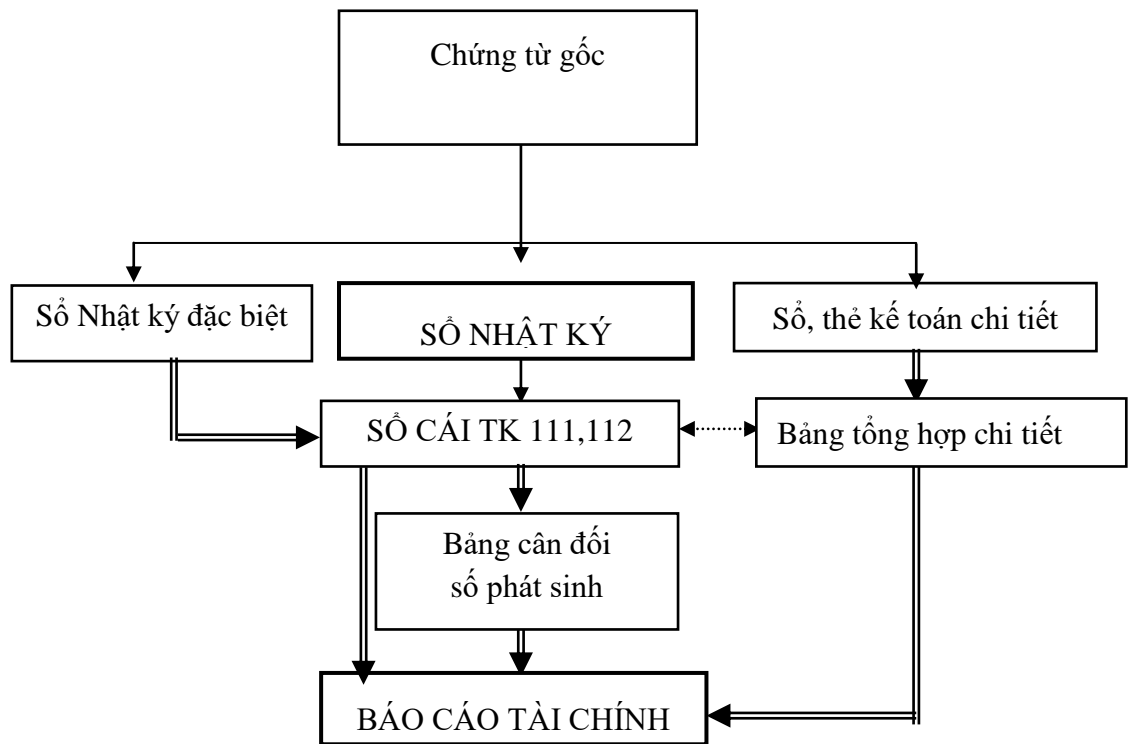 Chứng từ gốc
Sổ Nhật ký đặc biệt
SỔ NHẬT KÝ
Sổ, thẻ kế toán chi tiết
SỔ CÁI TK 111,112
Bảng tổng hợp chi tiết
Bảng cân đối
số phát sinh
BÁO CÁO TÀI CHÍNH